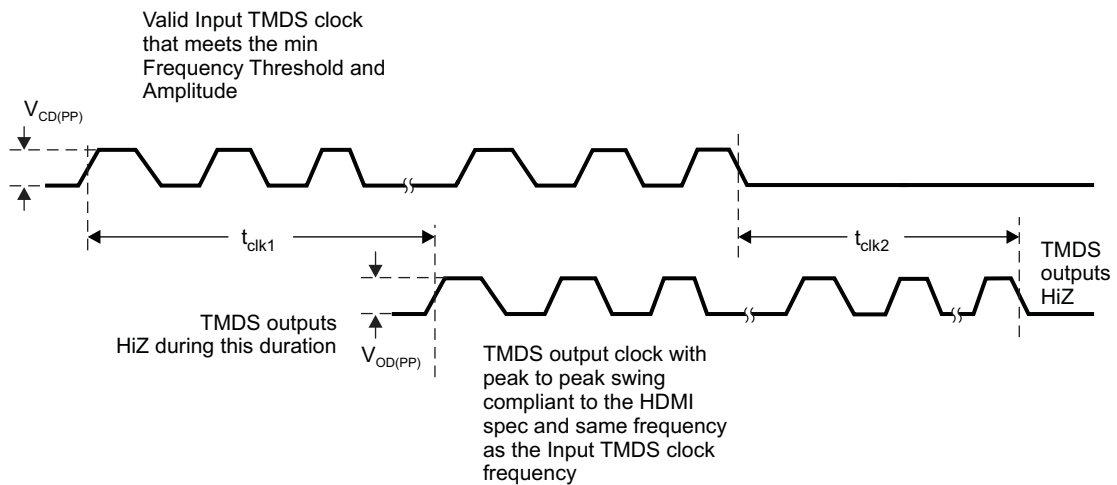 Valid Input TMDS clock
that meets the min
Frequency Threshold and
Amplitude
VCD(PP)
tclk1
tclk2
TMDS
outputs
HiZ
TMDS outputs
HiZ during this duration
VOD(PP)
TMDS output clock with
peak to peak swing
compliant to the HDMI
spec and same frequency
as the Input TMDS clock
frequency